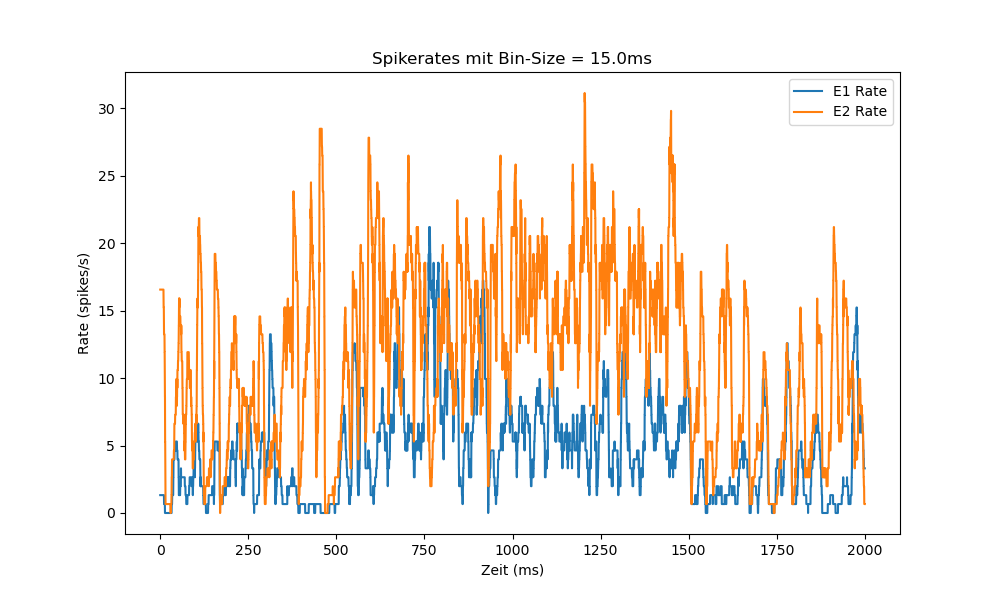 Spikerates mit Bin-Size = 15.0ms
E1 Rate
E2 Rate
30
25
20
15
10
5
0
Rate (spikes/s)
0 250 500 750 1000 1250 1500 1750 2000
Zeit (ms)